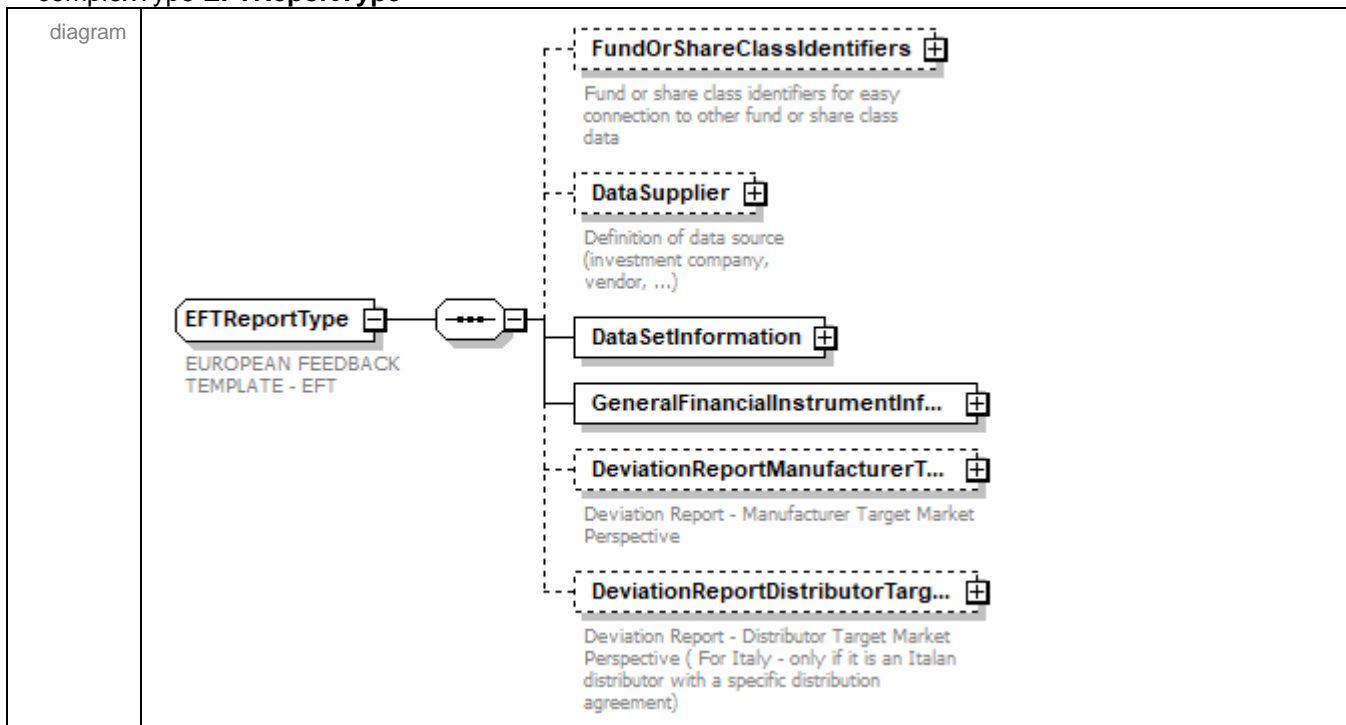 complexType EFTReportType
diagram
FundOrShareClassIdentifiers
Fund or share class identifiers for easy
connection to other fund or share class
data
DataSupplier
Definition of data source
(investment company,
vendor, ...)
EFTReportType
EUROPEAN FEEDBACK
TEMPLATE - EFT
DataSetInformation
GeneralFinancialInstrumentInf...
DeviationReportManufacturerT...
Deviation Report - Manufacturer Target Market
Perspective
DeviationReportDistributorTarg...
Deviation Report - Distributor Target Market
Perspective ( For Italy - only if it is an Italan
distributor with a specific distribution
agreement)